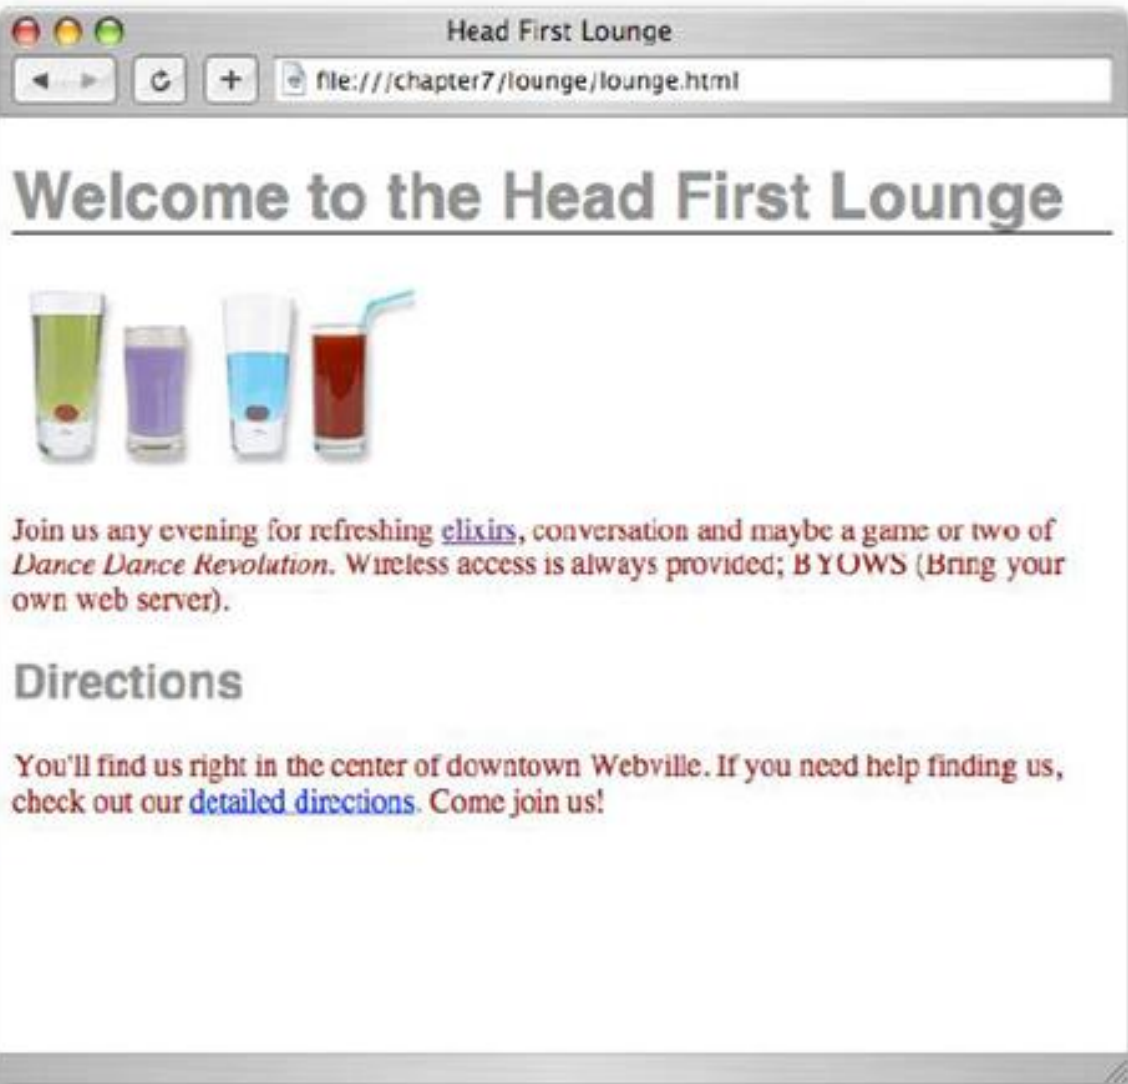 Head First Lounge
file:///chapter7/lounge/lounge.html
Welcome to the Head First Lounge
Join us any evening for refreshing elixirs, conversation and maybe a game or two of
Dance Dance Revolution. Wireless access is always provided; BYOWS (Bring your
own web server).
Directions
You'll find us right in the center of downtown Webville. If you need help finding us,
check out our detailed directions. Come join us!